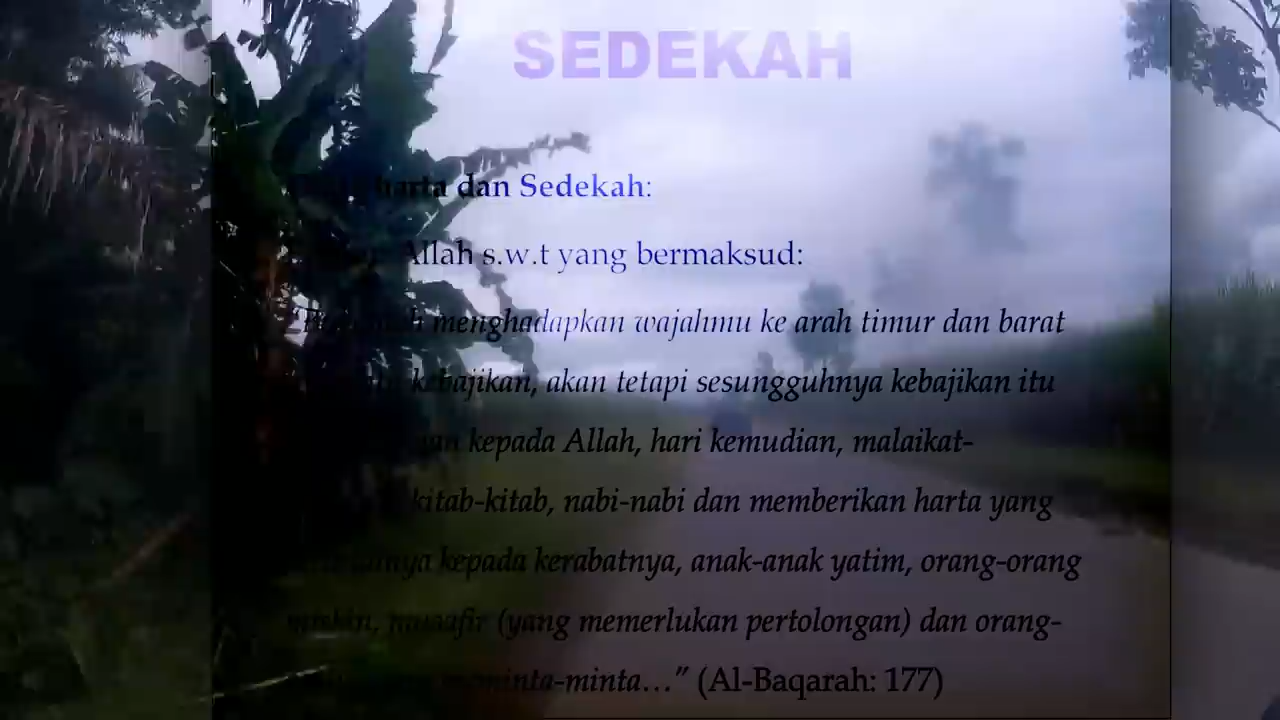 SEDEKAH
harta dan Sedekah:
Allah s.w.t yang bermaksud:
menghadapkan wajahmu ke arah timur dan barat
kebajikan, akan tetapi sesungguhnya kebajikan itu
kepada Allah, hari kemudian, malaikat-
kitab-kitab, nabi-nabi dan memberikan harta yang
kepada kerabatnya, anak-anak yatim, orang-orang
miskin, musafir (yang memerlukan pertolongan) dan orang-
meminta-minta…” (Al-Baqarah: 177)